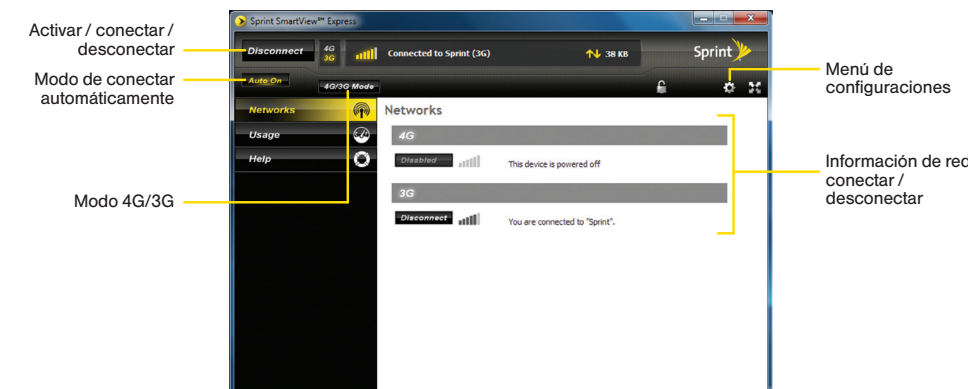 Activar / conectar /
desconectar
Modo de conectar
automáticamente
Modo 4G/3G
Sprint SmartView℠ Express
Disconnect
4G
3G
Connected to Sprint (3G)
38 KB
Sprint
Auto On
4G/3G Mode
Networks
Usage
Help
Networks
4G
Disabled
This device is powered off
3G
Disconnect
You are connected to "Sprint".
Menú de
configuraciones
Información de red
conectar /
desconectar